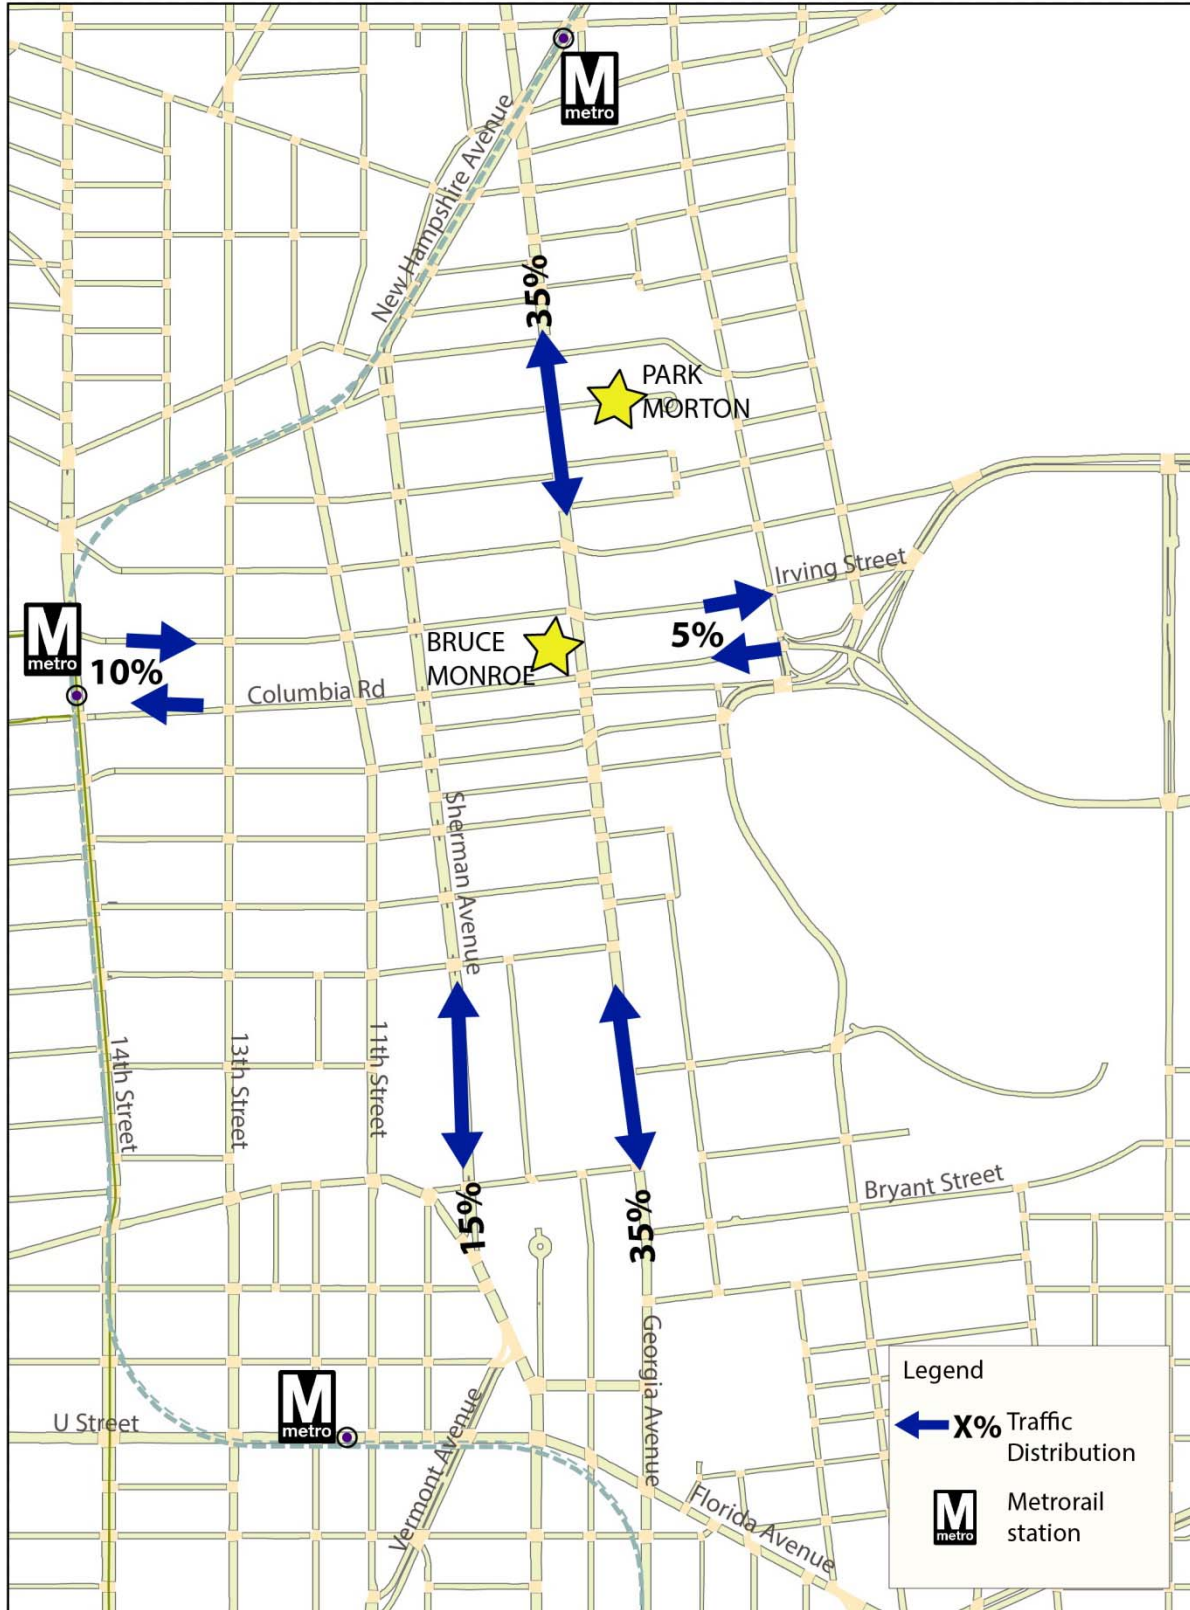 M
metro
New Hampshire Avenue
35%
PARK
MORTON
Irving Street
M
metro
10%
BRUCE
MONROE
5%
Columbia Rd
Sherman Avenue
14th Street
13th Street
11th Street
15%
35%
Bryant Street
Georgia Avenue
M
metro
U Street
Vermont Avenue
Florida Avenue
Legend
X% Traffic
Distribution
M
metro
Metrorail
station